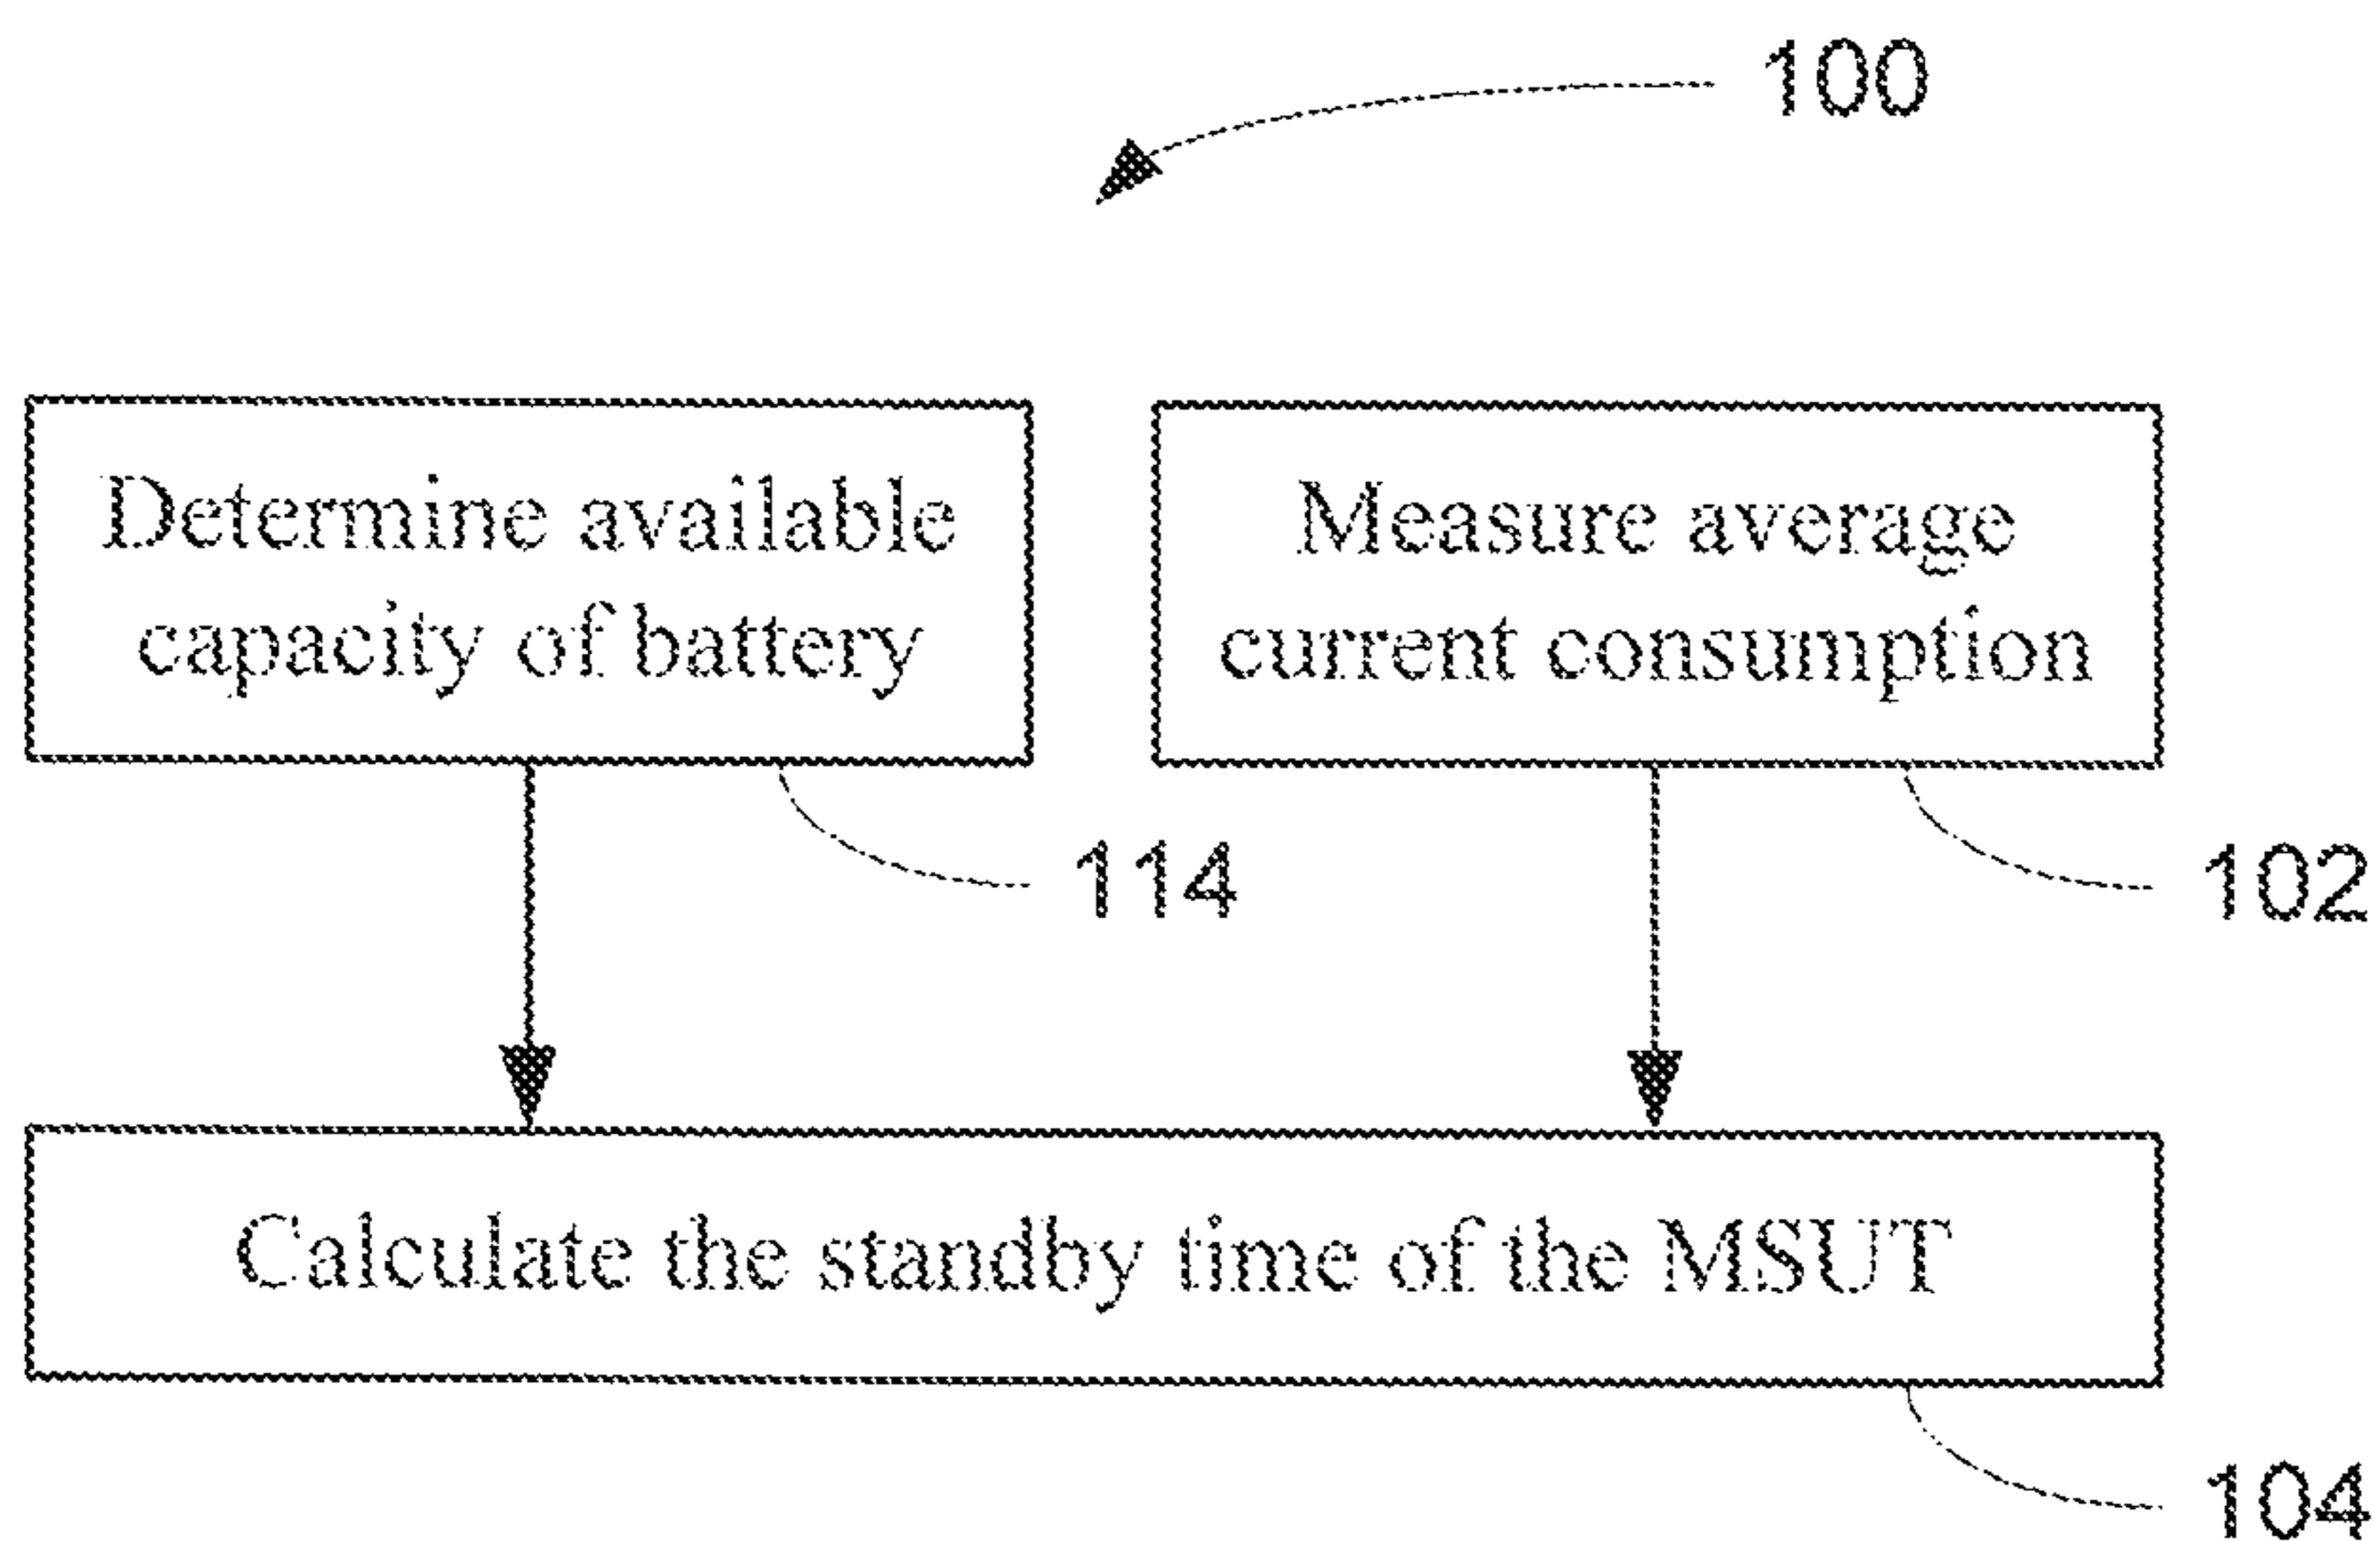 100
Determine available
capacity of battery
Measure average
current consumption
114
102
Calculate the standby time of the MSUT
104